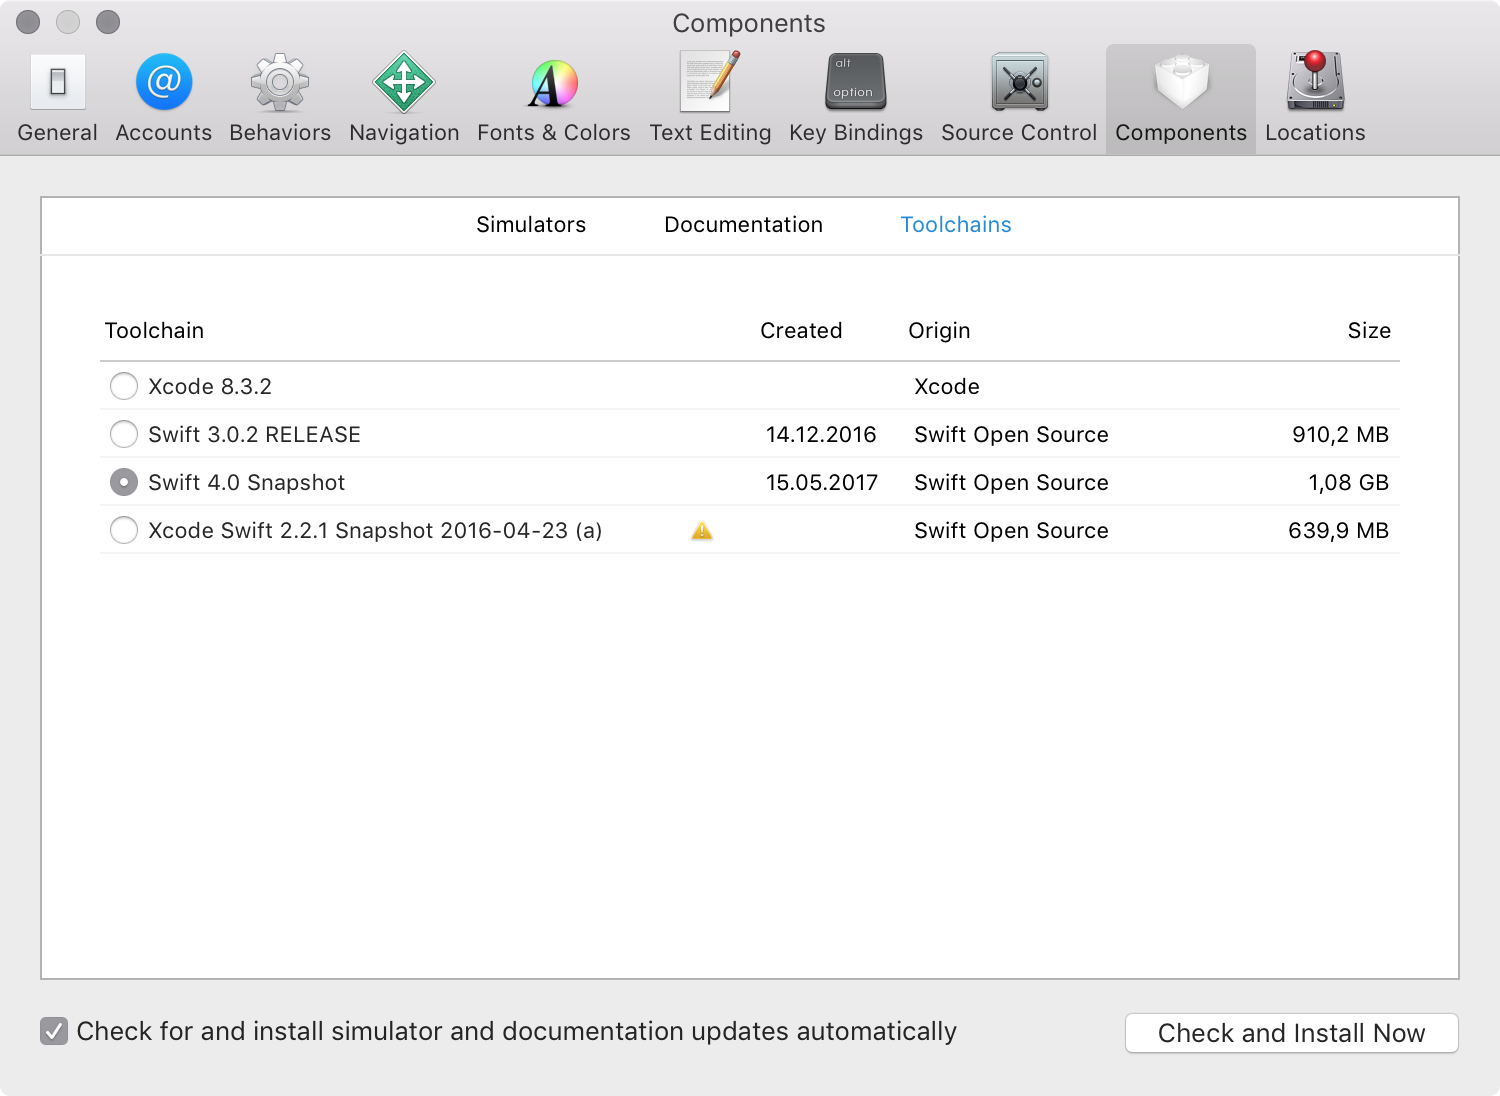 Components
alt
option
@
A
General Accounts Behaviors Navigation Fonts & Colors Text Editing Key Bindings Source Control Components Locations
Simulators Documentation Toolchains
Toolchain Created Origin Size
Xcode 8.3.2 Xcode
Swift 3.0.2 RELEASE 14.12.2016 Swift Open Source 910,2 MB
Swift 4.0 Snapshot 15.05.2017 Swift Open Source 1,08 GB
Xcode Swift 2.2.1 Snapshot 2016-04-23 (a) Swift Open Source 639,9 MB
Check for and install simulator and documentation updates automatically
Check and Install Now